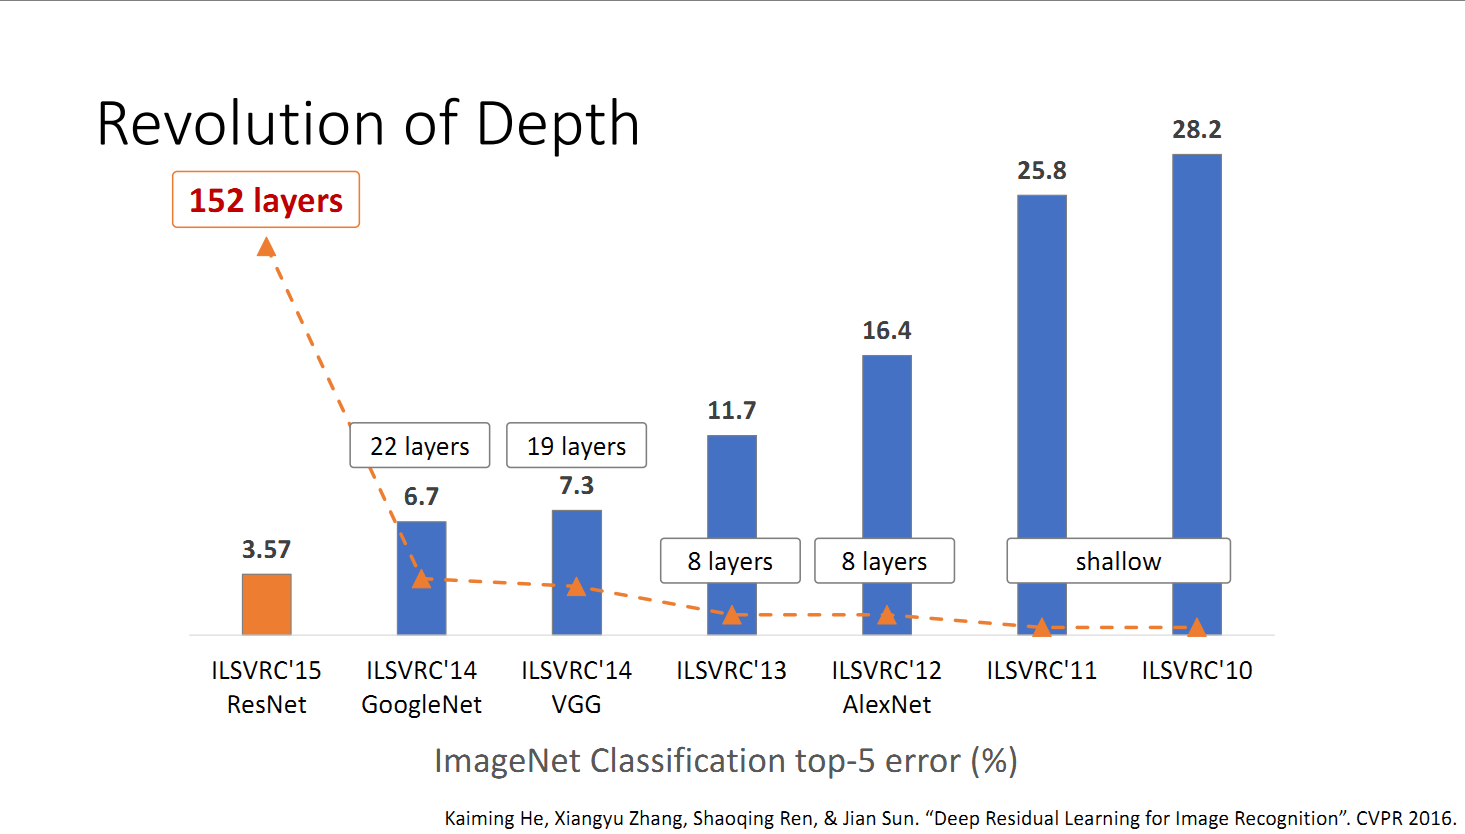 Revolution of Depth
152 layers
28.2
25.8
16.4
11.7
22 layers
19 layers
7.3
6.7
3.57
8 layers
8 layers
shallow
ILSVRC'15
ResNet
ILSVRC'14
GoogleNet
ILSVRC'14
VGG
ILSVRC'13
ILSVRC'12
AlexNet
ILSVRC'11
ILSVRC'10
ImageNet Classification top-5 error (%)
Kaiming He, Xiangyu Zhang, Shaoqing Ren, & Jian Sun. “Deep Residual Learning for Image Recognition”. CVPR 2016.